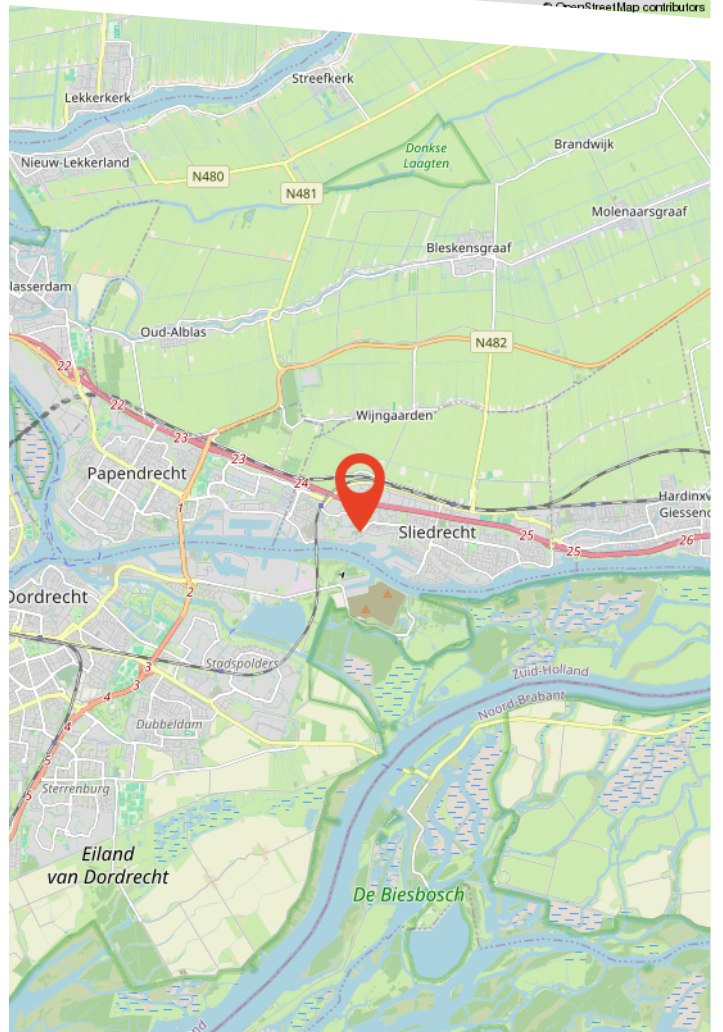 © OpenStreetMap contributors
Streefkerk
Lekkerkerk
Donkse
Laagten
Brandwijk
Nieuw-Lekkerland
N480
N481
Molenaarsgraaf
Bleskensgraaf
lasserdam
Oud-Alblas
N482
22
22
Wijngaarden
23
23
Papendrecht
24
1
Hardinxv
Giessend
Sliedrecht
25
25
26
Dordrecht
2
Stadspolders
3
3
4
4
Zuid-Holland
Noord-Brabant
Dubbeldam
5
5
Sterrenburg
Eiland
van Dordrecht
De Biesbosch
nd